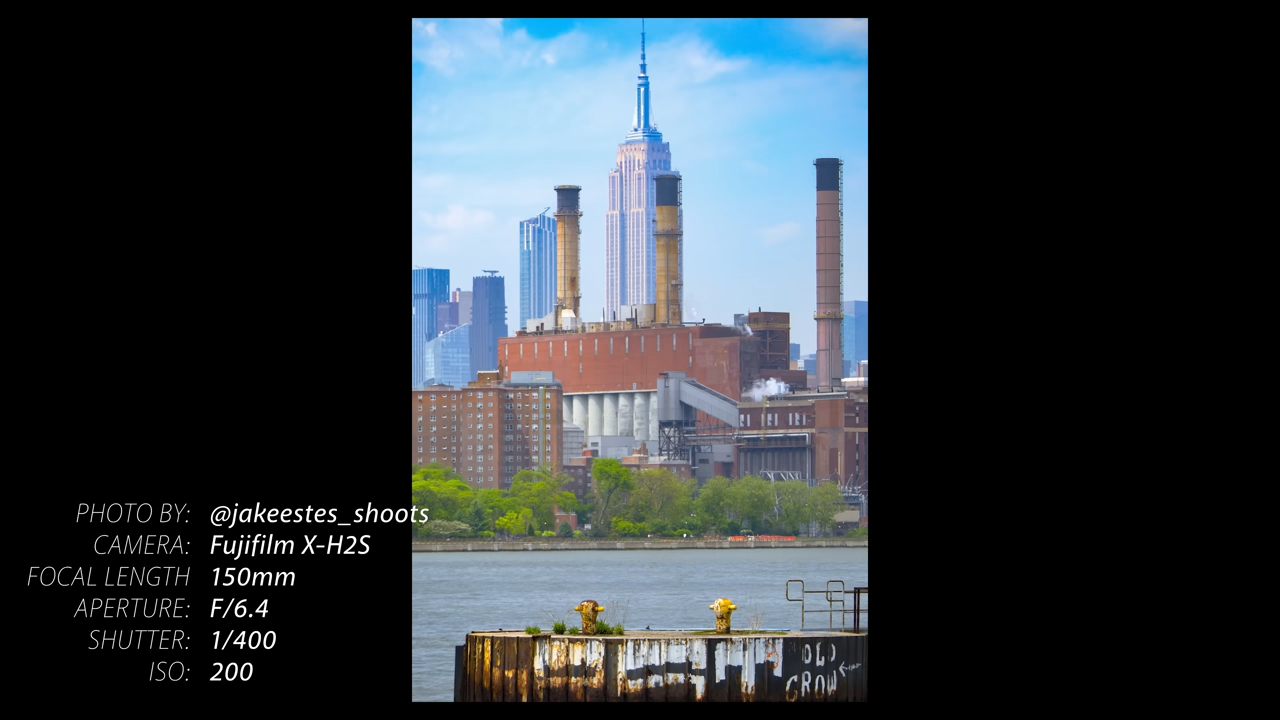 PHOTO BY: @jakeestes_shoots
CAMERA: Fujifilm X-H2S
FOCAL LENGTH 150mm
APERTURE: F/6.4
SHUTTER: 1/400
ISO: 200
OLD
CROW